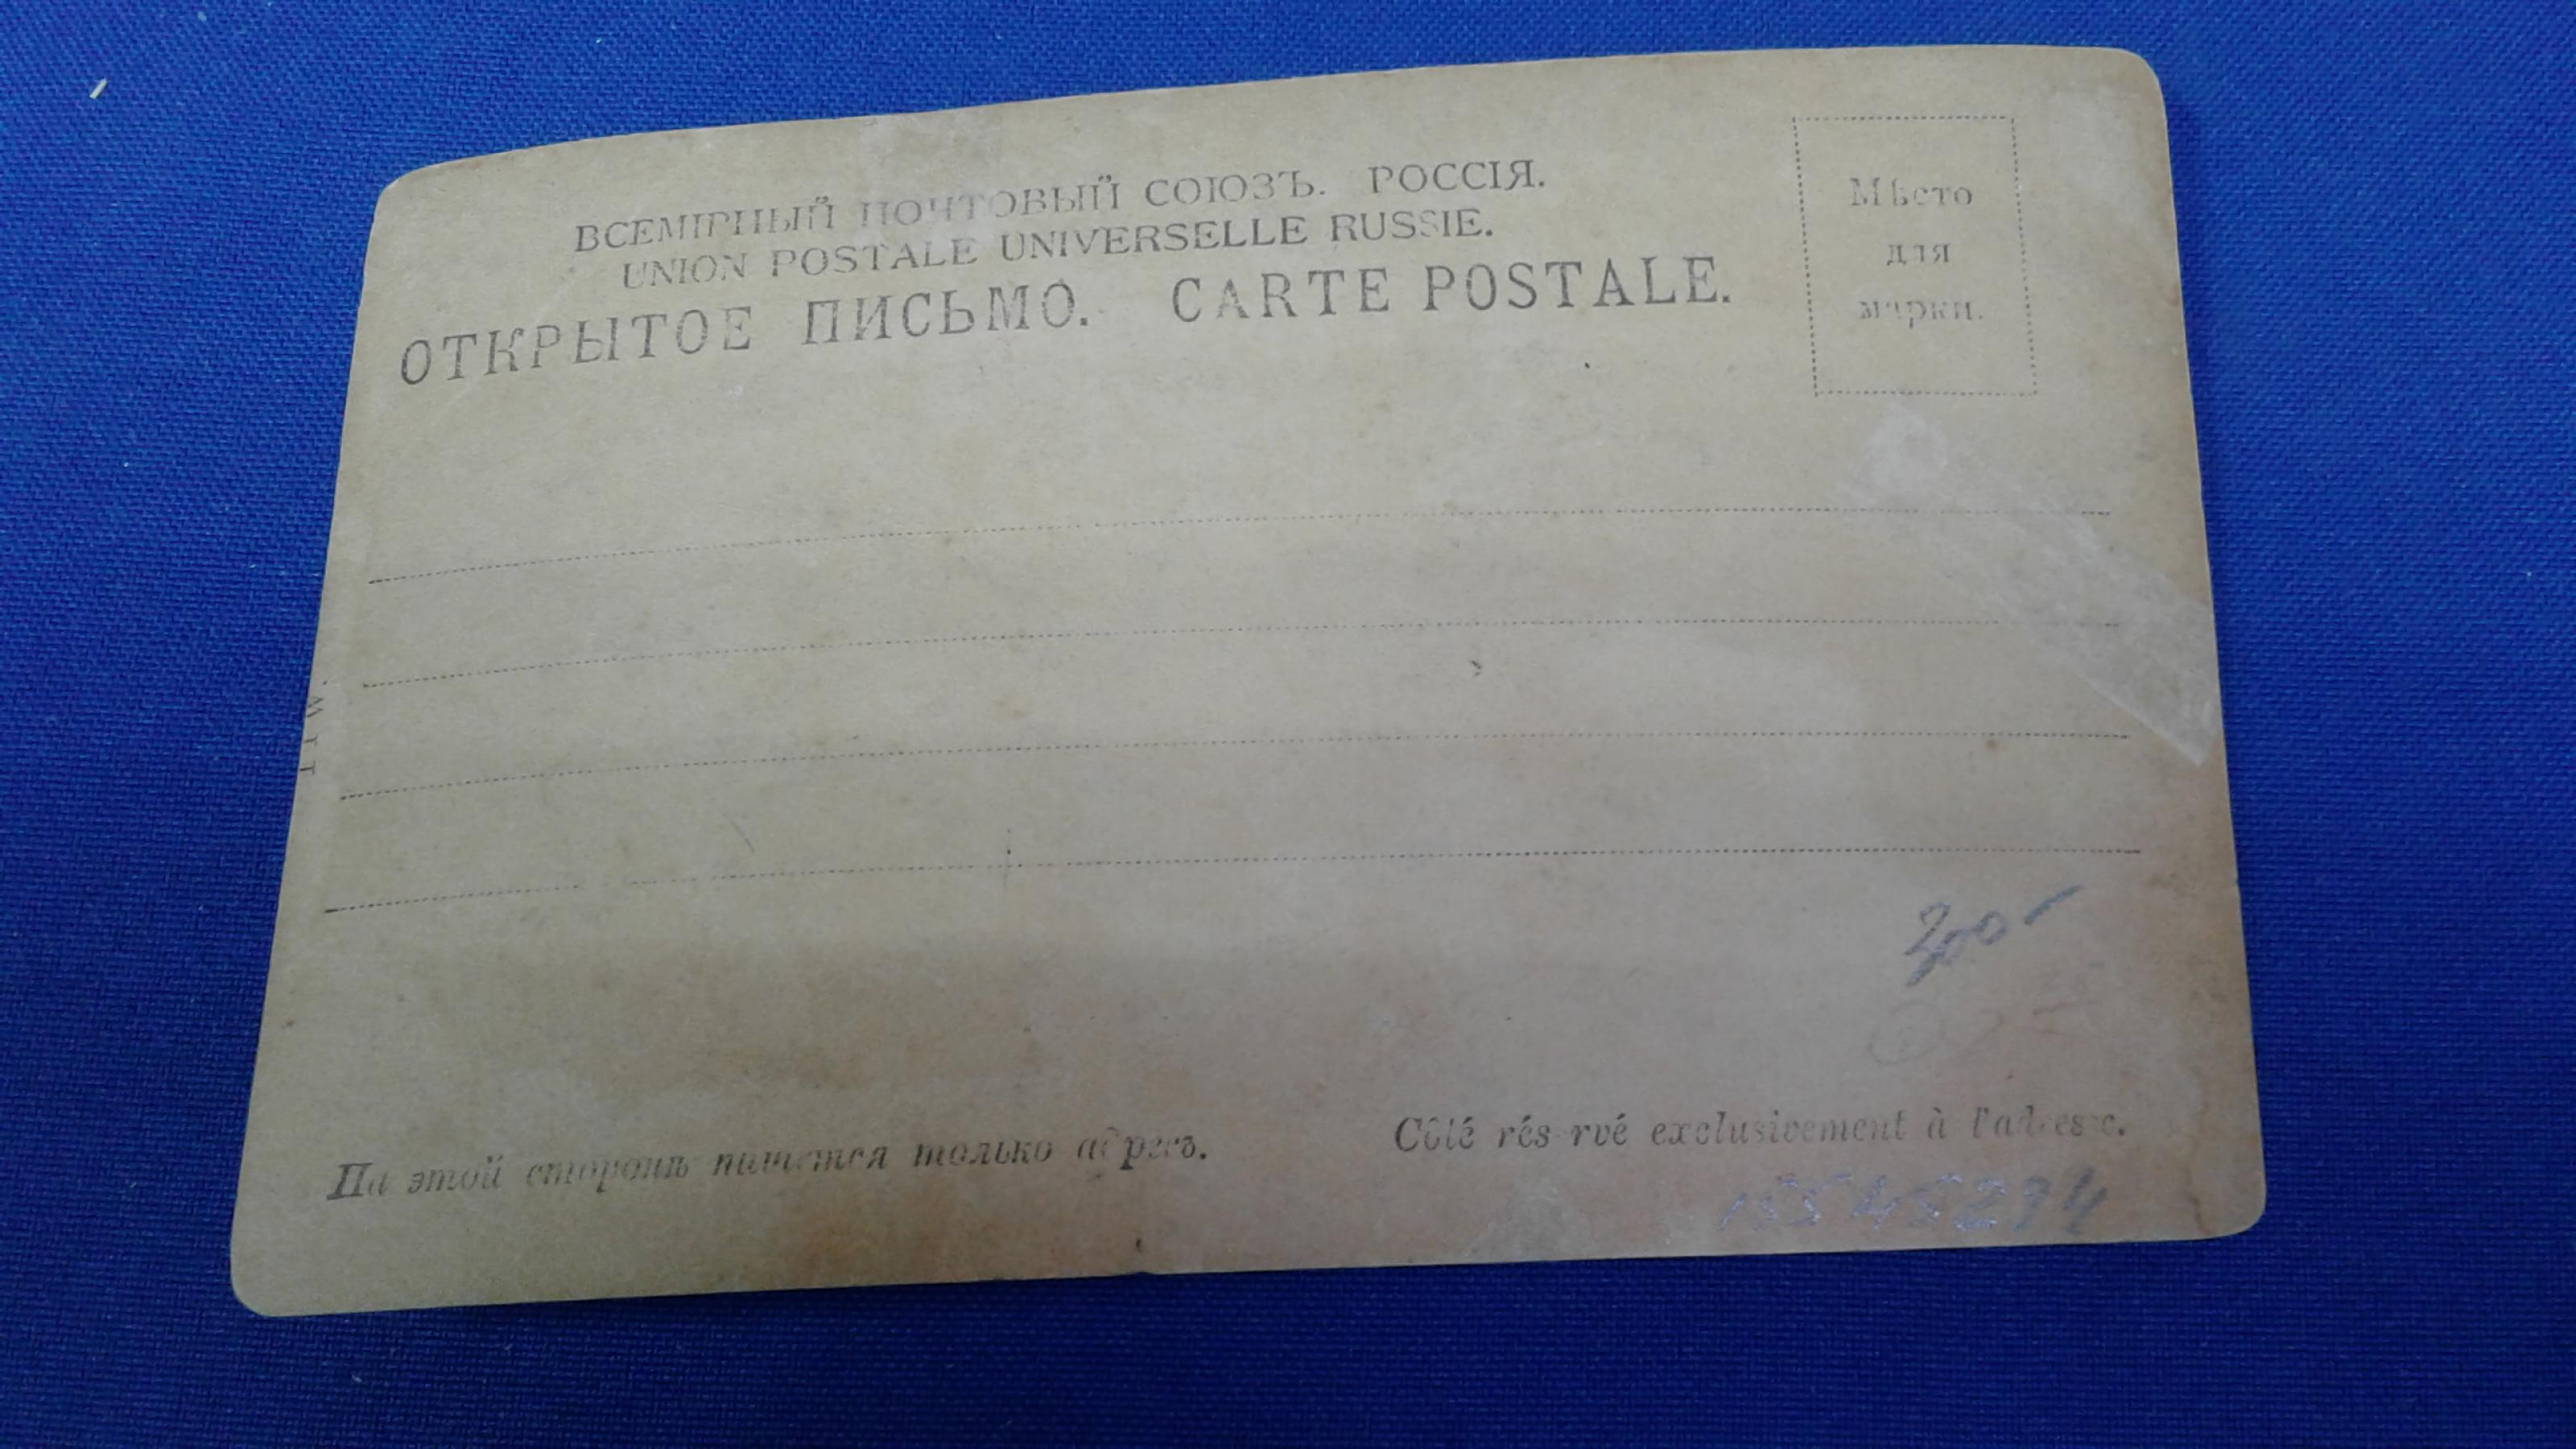 ВСЕМІРНЫЙ ПОЧТОВЫЙ СОЮЗЪ. РОССІЯ.
UNION POSTALE UNIVERSELLE RUSSIE.
ОТКРЫТОЕ ПИСЬМО. CARTE POSTALE.
Мѣсто
для
марки.
300-
На этой сторонѣ пишется только адресъ.
Côté réservé exclusivement à l'adresse.